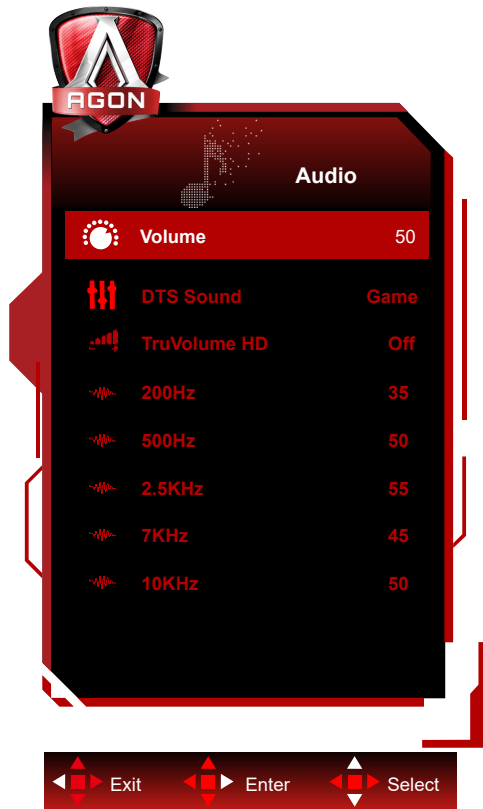 AGON
Audio
Volume 50
DTS Sound Game
TruVolume HD Off
200Hz 35
500Hz 50
2.5KHz 55
7KHz 45
10KHz 50
Exit Enter Select